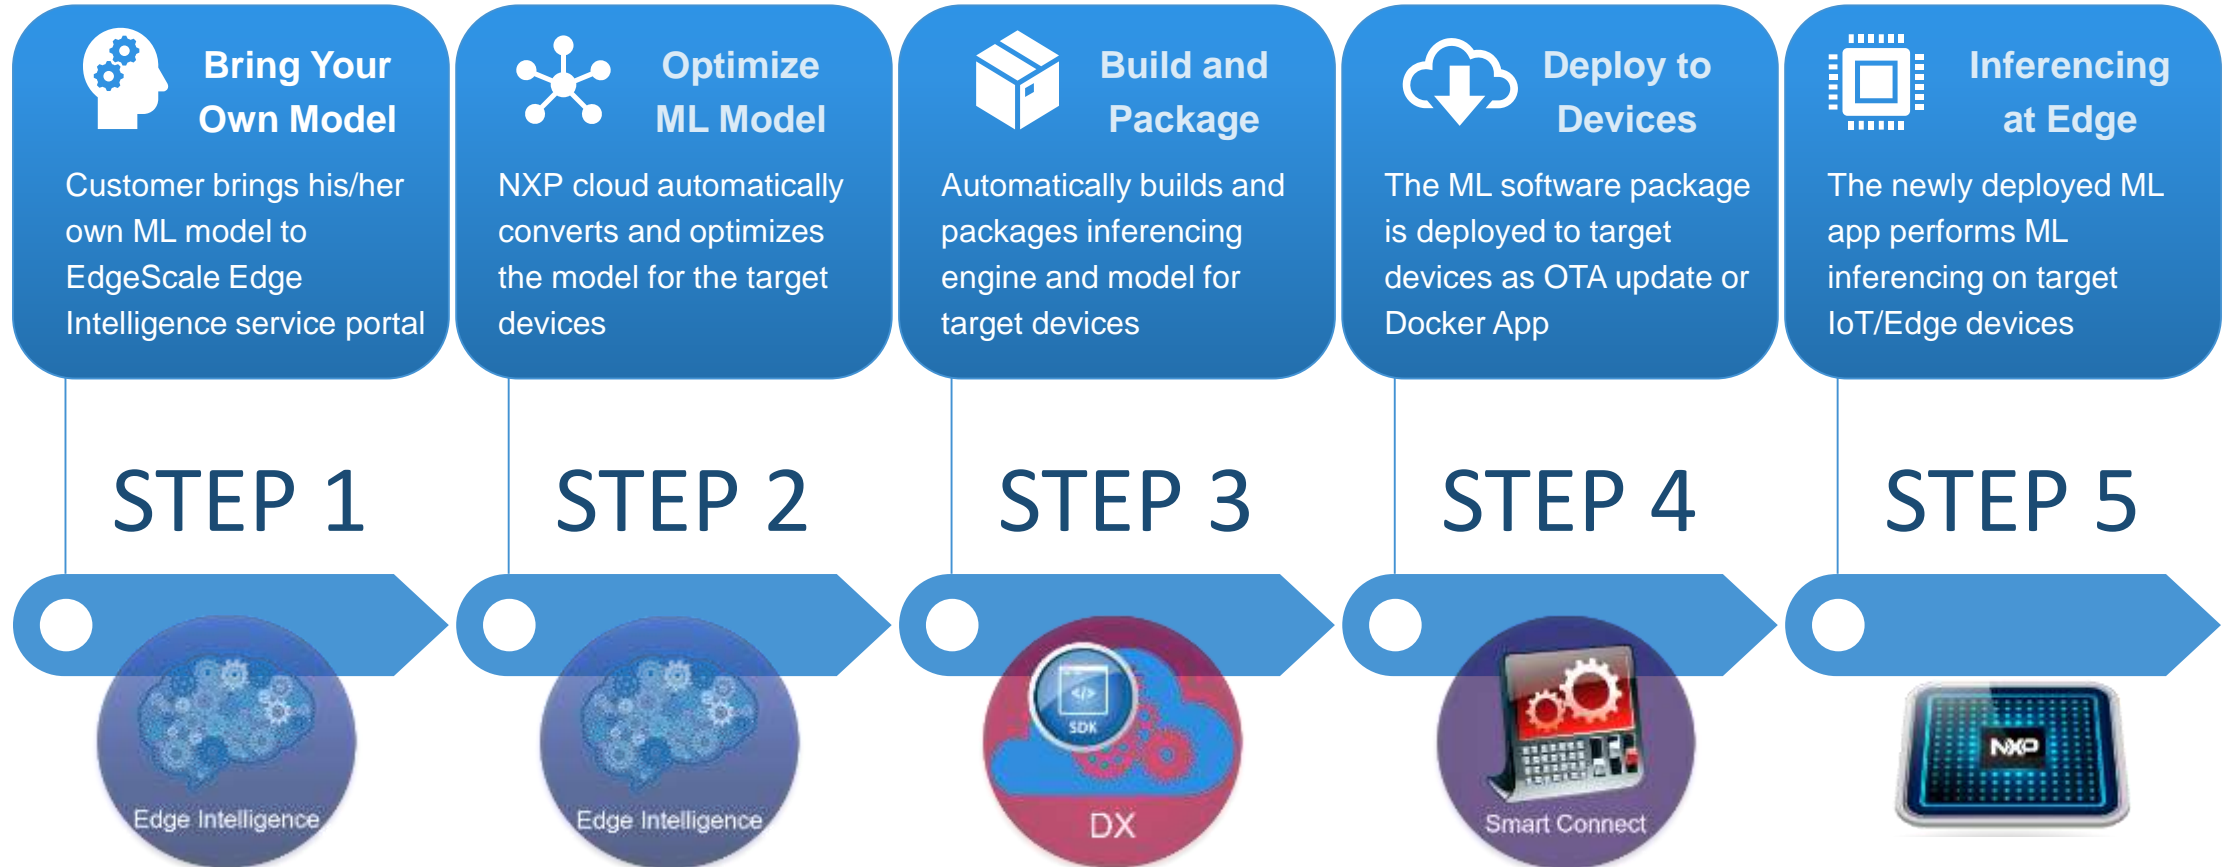 Bring Your
Own Model
Customer brings his/her
own ML model to
EdgeScale Edge
Intelligence service portal
Optimize
ML Model
NXP cloud automatically
converts and optimizes
the model for the target
devices
Build and
Package
Automatically builds and
packages inferencing
engine and model for
target devices
Deploy to
Devices
The ML software package
is deployed to target
devices as OTA update or
Docker App
Inferencing
at Edge
The newly deployed ML
app performs ML
inferencing on target
IoT/Edge devices
STEP 1
STEP 2
STEP 3
STEP 4
STEP 5
Edge Intelligence
Edge Intelligence
</>
SDK
DX
Smart Connect
NXP